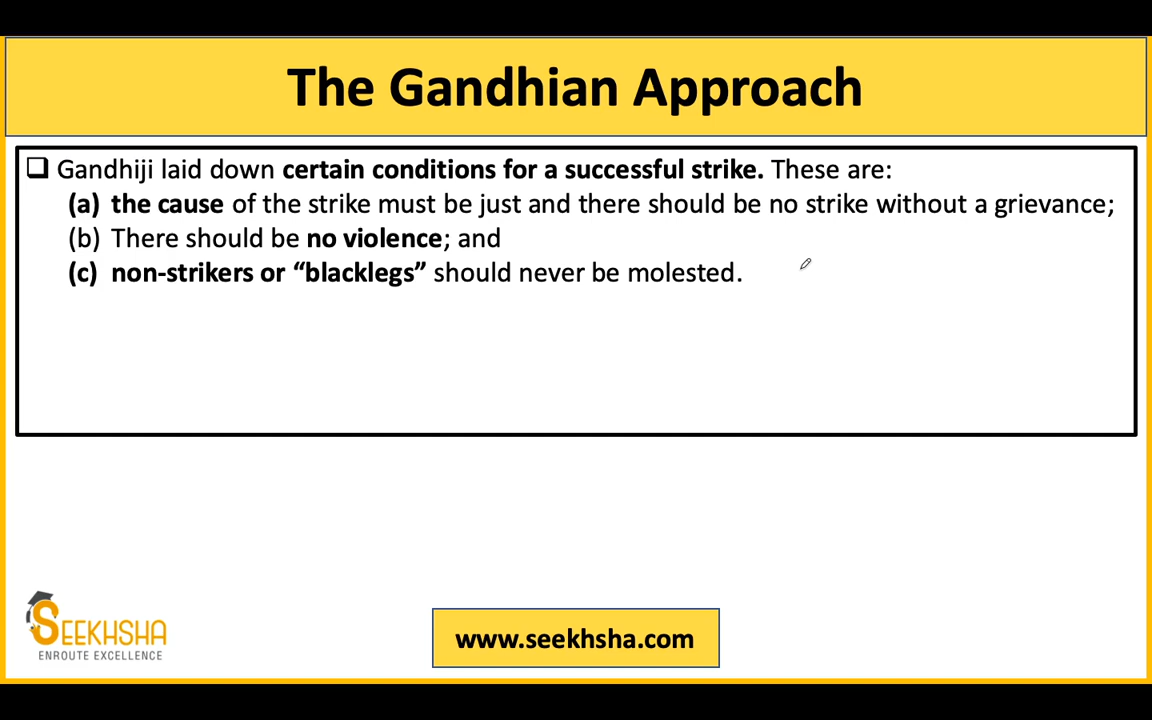 The Gandhian Approach
❑ Gandhiji laid down certain conditions for a successful strike. These are:
(a) the cause of the strike must be just and there should be no strike without a grievance;
(b) There should be no violence; and
(c) non-strikers or “blacklegs” should never be molested.
SEEKHSHA
ENROUTE EXCELLENCE
www.seekhsha.com